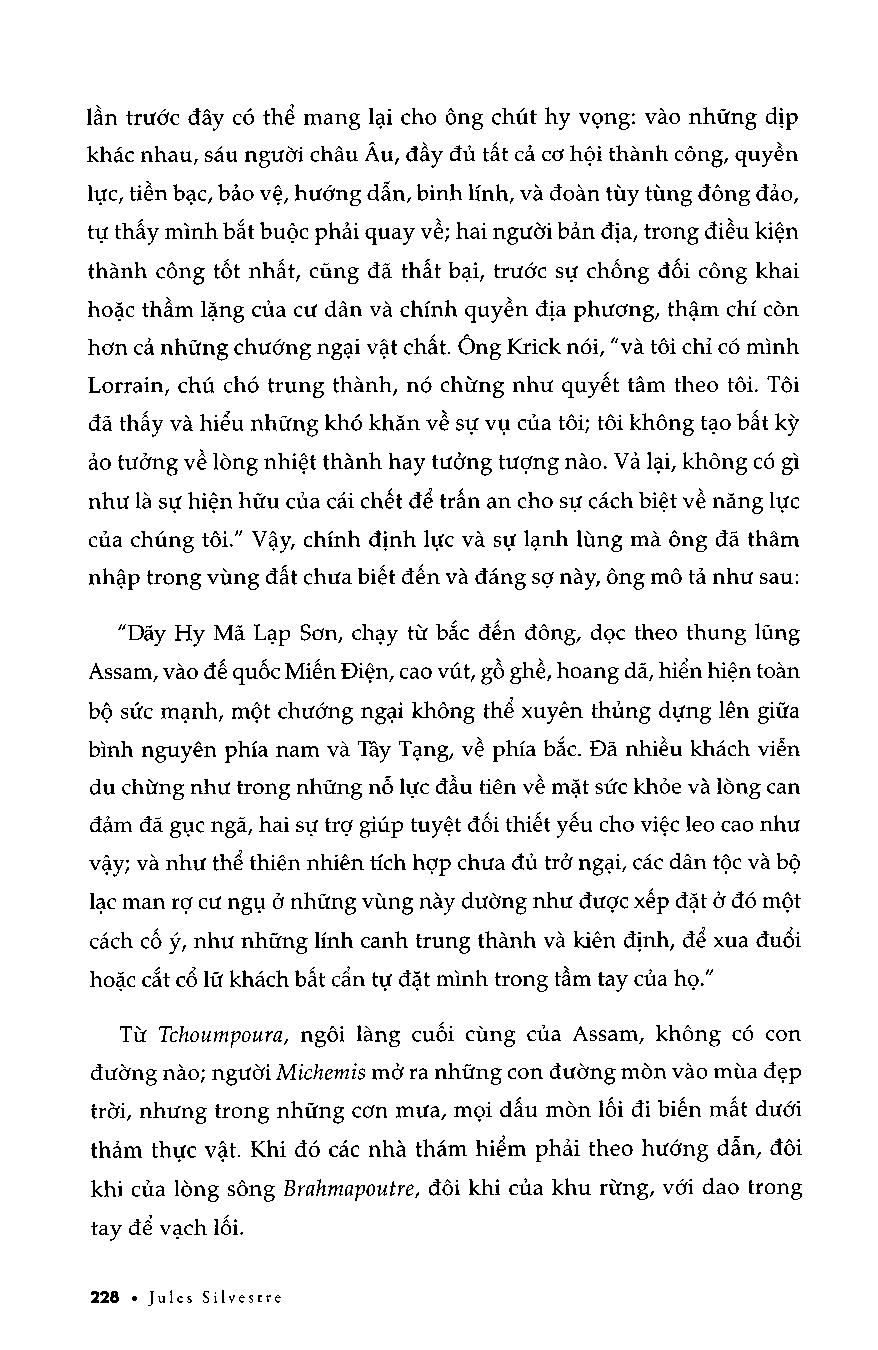 lần trước đây có thể mang lại cho ông chút hy vọng: vào những dịp
khác nhau, sáu người châu Âu, đầy đủ tất cả cơ hội thành công, quyền
lực, tiền bạc, bảo vệ, hướng dẫn, binh lính, và đoàn tùy tùng đông đảo,
tự thấy mình bắt buộc phải quay về; hai người bản địa, trong điều kiện
thành công tốt nhất, cũng đã thất bại, trước sự chống đối công khai
hoặc thầm lặng của cư dân và chính quyền địa phương, thậm chí còn
hơn cả những chướng ngại vật chất. Ông Krick nói, "và tôi chỉ có mình
Lorrain, chú chó trung thành, nó chừng như quyết tâm theo tôi. Tôi
đã thấy và hiểu những khó khăn về sự vụ của tôi; tôi không tạo bất kỳ
ảo tưởng về lòng nhiệt thành hay tưởng tượng nào. Vả lại, không có gì
như là sự hiện hữu của cái chết để trấn an cho sự cách biệt về năng lực
của chúng tôi." Vậy, chính định lực và sự lạnh lùng mà ông đã thâm
nhập trong vùng đất chưa biết đến và đáng sợ này, ông mô tả như sau:
"Dãy Hy Mã Lạp Sơn, chạy từ bắc đến đông, dọc theo thung lũng
Assam, vào đế quốc Miến Điện, cao vút, gồ ghề, hoang dã, hiển hiện toàn
bộ sức mạnh, một chướng ngại không thể xuyên thủng dựng lên giữa
bình nguyên phía nam và Tây Tạng, về phía bắc. Đã nhiều khách viễn
du chừng như trong những nỗ lực đầu tiên về mặt sức khỏe và lòng can
đảm đã gục ngã, hai sự trợ giúp tuyệt đối thiết yếu cho việc leo cao như
vậy; và như thể thiên nhiên tích hợp chưa đủ trở ngại, các dân tộc và bộ
lạc man rợ cư ngụ ở những vùng này dường như được xếp đặt ở đó một
cách cố ý, như những lính canh trung thành và kiên định, để xua đuổi
hoặc cắt cổ lữ khách bất cẩn tự đặt mình trong tầm tay của họ."
Từ Tchoumpoura, ngôi làng cuối cùng của Assam, không có con
đường nào; người Michemis mở ra những con đường mòn vào mùa đẹp
trời, nhưng trong những cơn mưa, mọi dấu mòn lối đi biến mất dưới
thảm thực vật. Khi đó các nhà thám hiểm phải theo hướng dẫn, đôi
khi của lòng sông Brahmapoutre, đôi khi của khu rừng, với dao trong
tay để vạch lối.
228 • Jules Silvestre